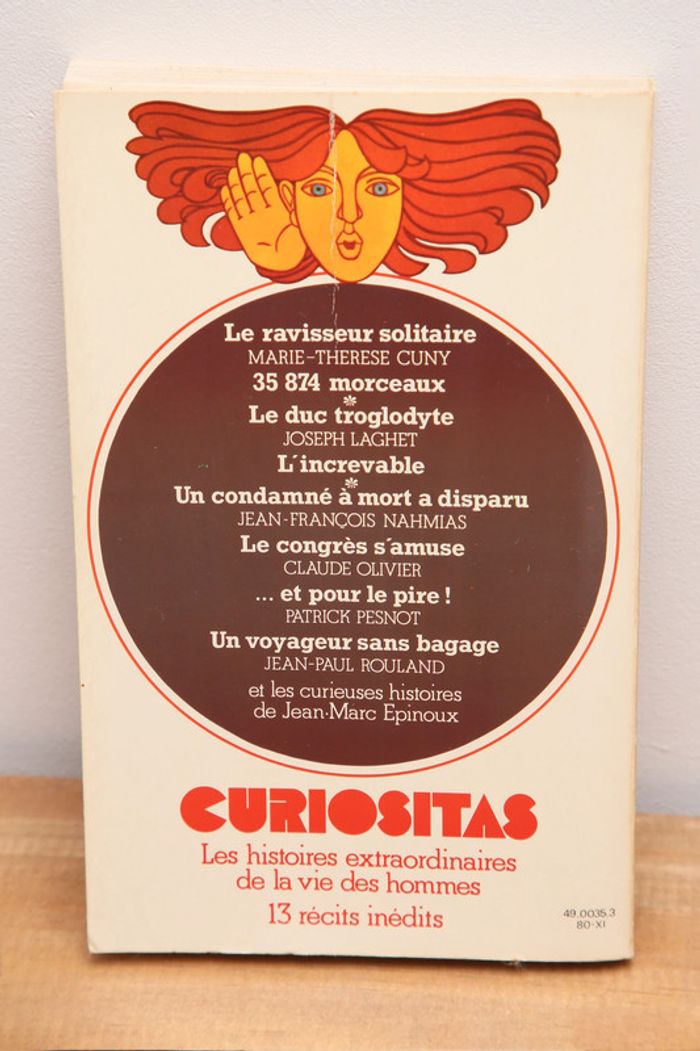 Le ravisseur solitaire
MARIE-THERESE CUNY
35 874 morceaux
*
Le duc troglodyte
JOSEPH LAGHET
L'increvable
*
Un condamné à mort a disparu
JEAN-FRANÇOIS NAHMIAS
Le congrès s'amuse
CLAUDE OLIVIER
... et pour le pire !
PATRICK PESNOT
Un voyageur sans bagage
JEAN-PAUL ROULAND
et les curieuses histoires
de Jean-Marc Epinoux
CURIOSITAS
Les histoires extraordinaires
de la vie des hommes
13 récits inédits
49.0035.3
80-XI